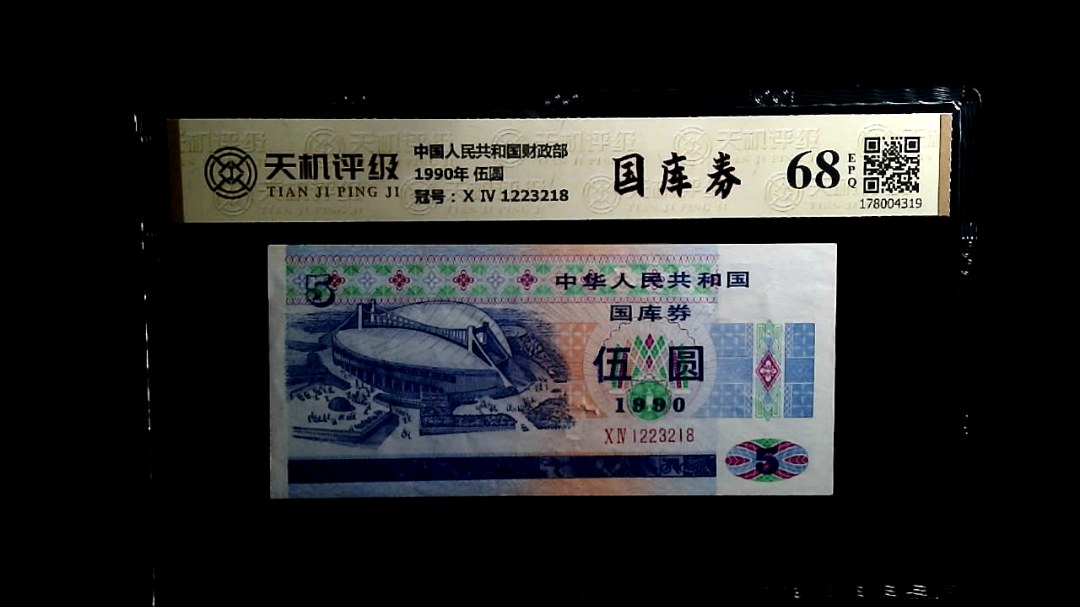 天机评级
TIAN JI PING JI
中国人民共和国财政部
1990年 伍圆
冠号：X Ⅳ 1223218
国库券
68
EPQ
178004319
5
中华人民共和国
国库券
伍圆
1990
XⅣ1223218
5